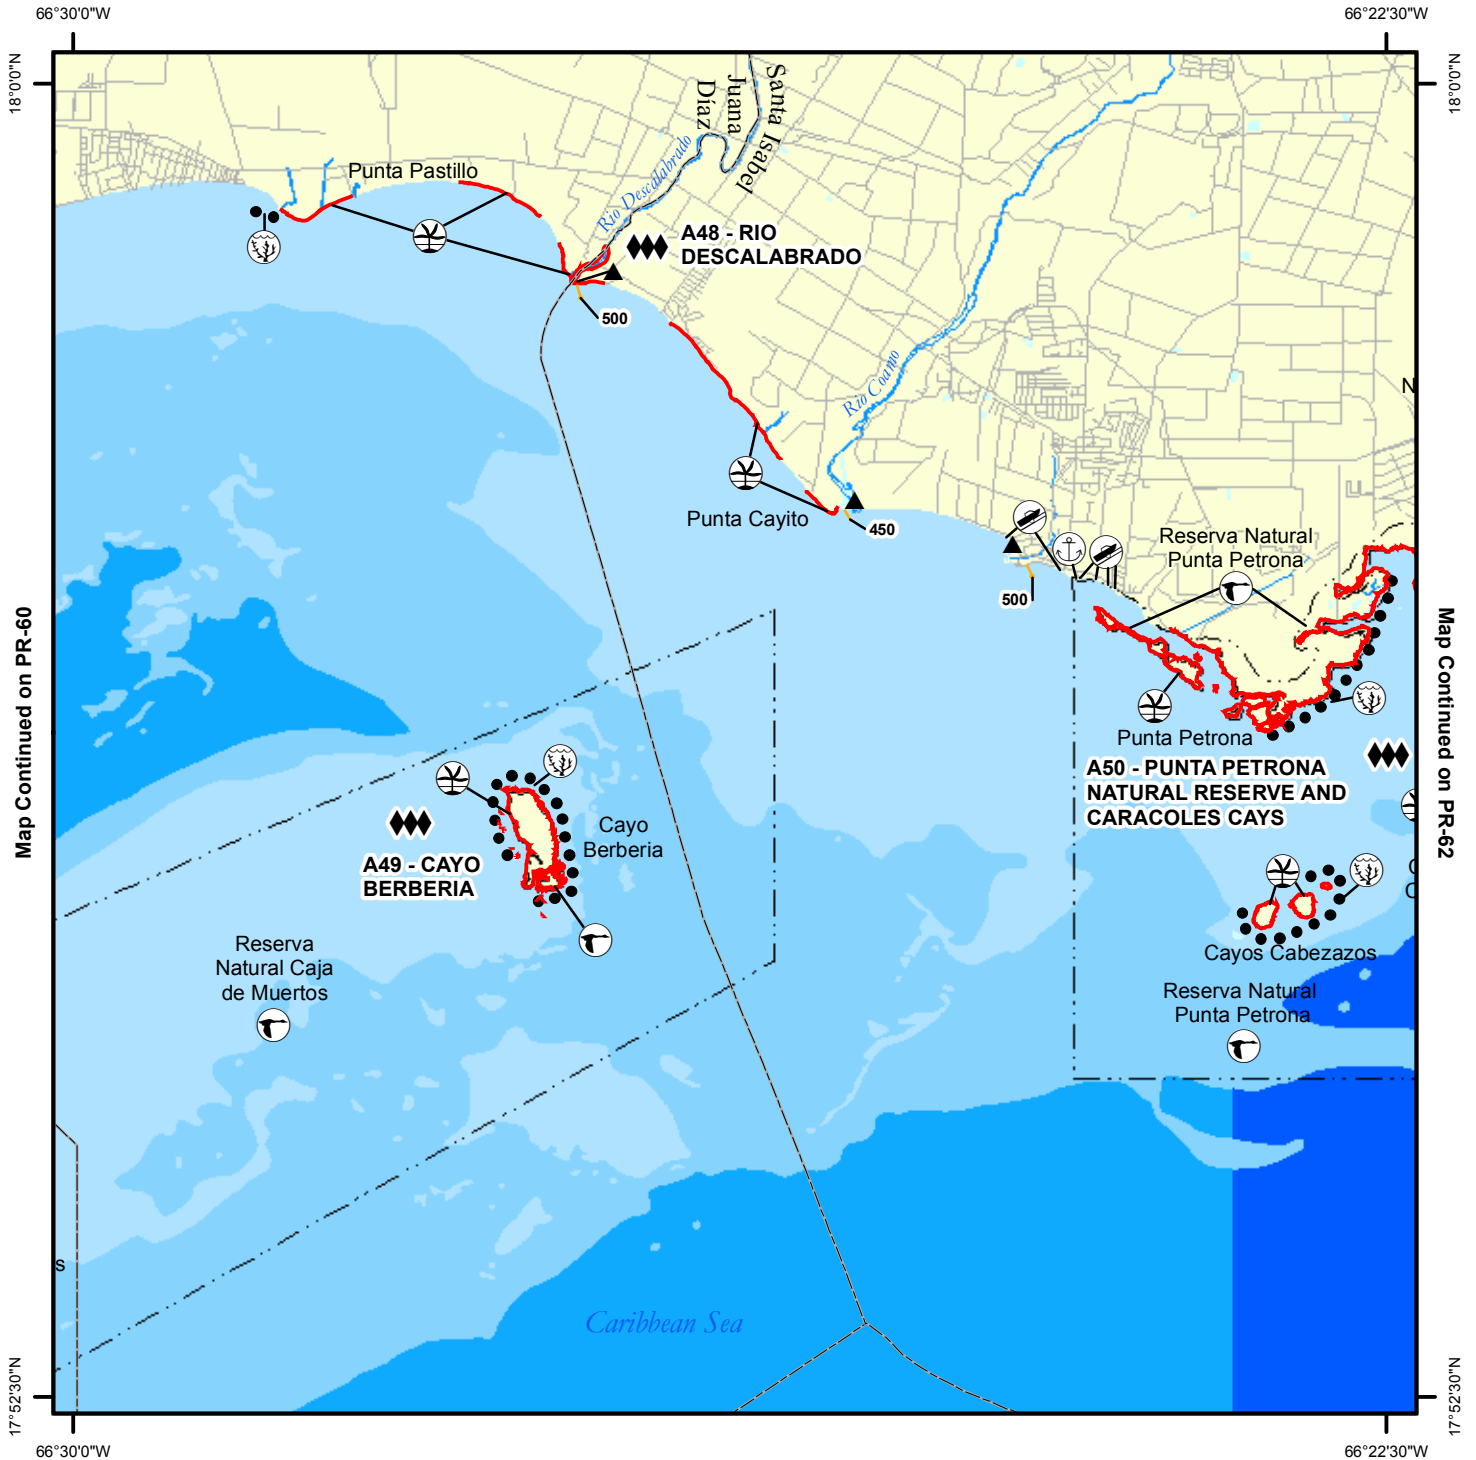 66°30'0"W
66°22'30"W
18°0'0"N
18°0'0"N
Santa Isabel
Juana
Díaz
Punta Pastillo
Rio Descalabrado
A48 - RIO
DESCALABRADO
500
Rio Coamo
N
Punta Cayito
450
500
Reserva Natural
Punta Petrona
Map Continued on PR-60
Map Continued on PR-62
Punta Petrona
A50 - PUNTA PETRONA
NATURAL RESERVE AND
CARACOLES CAYS
Cayo
Berberia
A49 - CAYO
BERBERIA
Reserva
Natural Caja
de Muertos
Cayos Cabezazos
Reserva Natural
Punta Petrona
s
Caribbean Sea
17°52'30"N
17°52'30"N
66°30'0"W
66°22'30"W